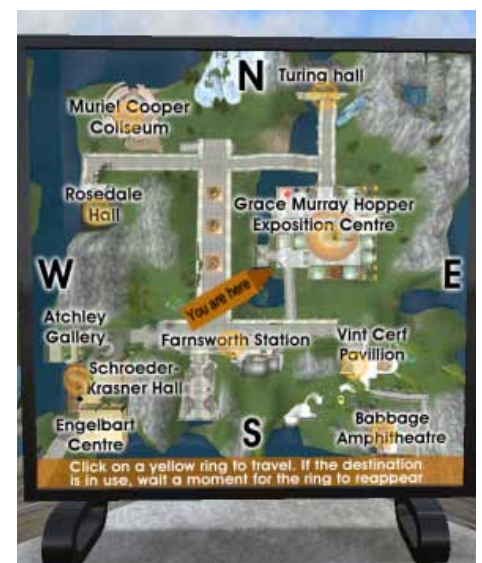 N
Turing hall
Muriel Cooper
Coliseum
Rosedale
Hall
Grace Murray Hopper
Exposition Centre
W
E
You are here
Atchley
Gallery
Farnsworth Station
Vint Cerf
Pavillion
Schroeder-
Krasner Hall
Engelbart
Centre
S
Babbage
Amphitheatre
Click on a yellow ring to travel. If the destination
is in use, wait a moment for the ring to reappear